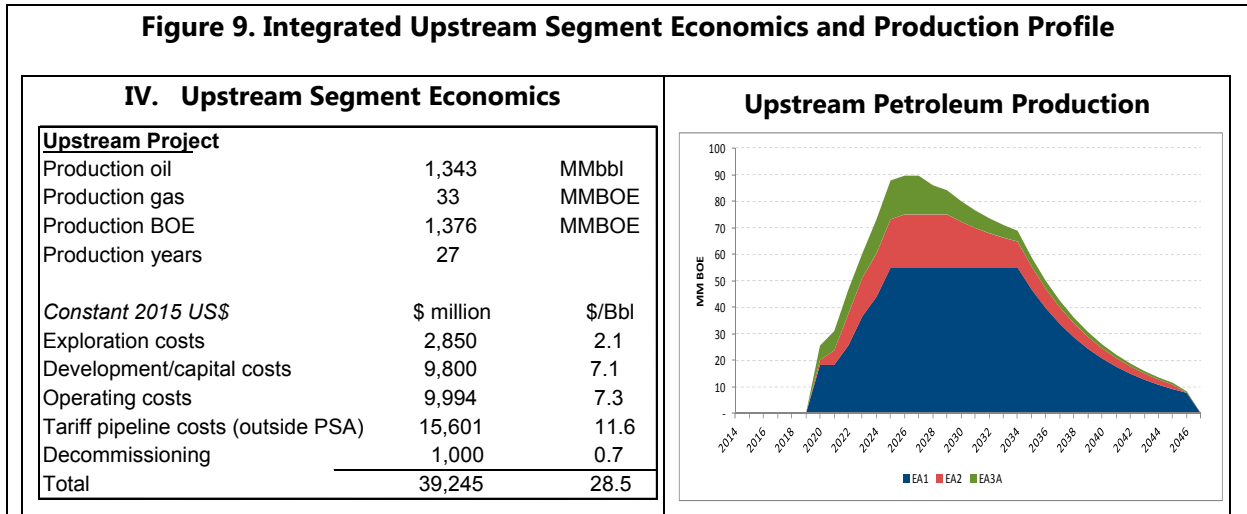 Figure 9. Integrated Upstream Segment Economics and Production Profile
IV. Upstream Segment Economics
Upstream Project
Production oil 1,343 MMbbl
Production gas 33 MMBOE
Production BOE 1,376 MMBOE
Production years 27
Constant 2015 US$ $ million $/Bbl
Exploration costs 2,850 2.1
Development/capital costs 9,800 7.1
Operating costs 9,994 7.3
Tariff pipeline costs (outside PSA) 15,601 11.6
Decommissioning 1,000 0.7
Total 39,245 28.5
Upstream Petroleum Production
100
90
80
70
60
50
40
30
20
10
-
MM BOE
2014 2016 2018 2020 2022 2024 2026 2028 2030 2032 2034 2036 2038 2040 2042 2044 2046
EA1 EA2 EA3A